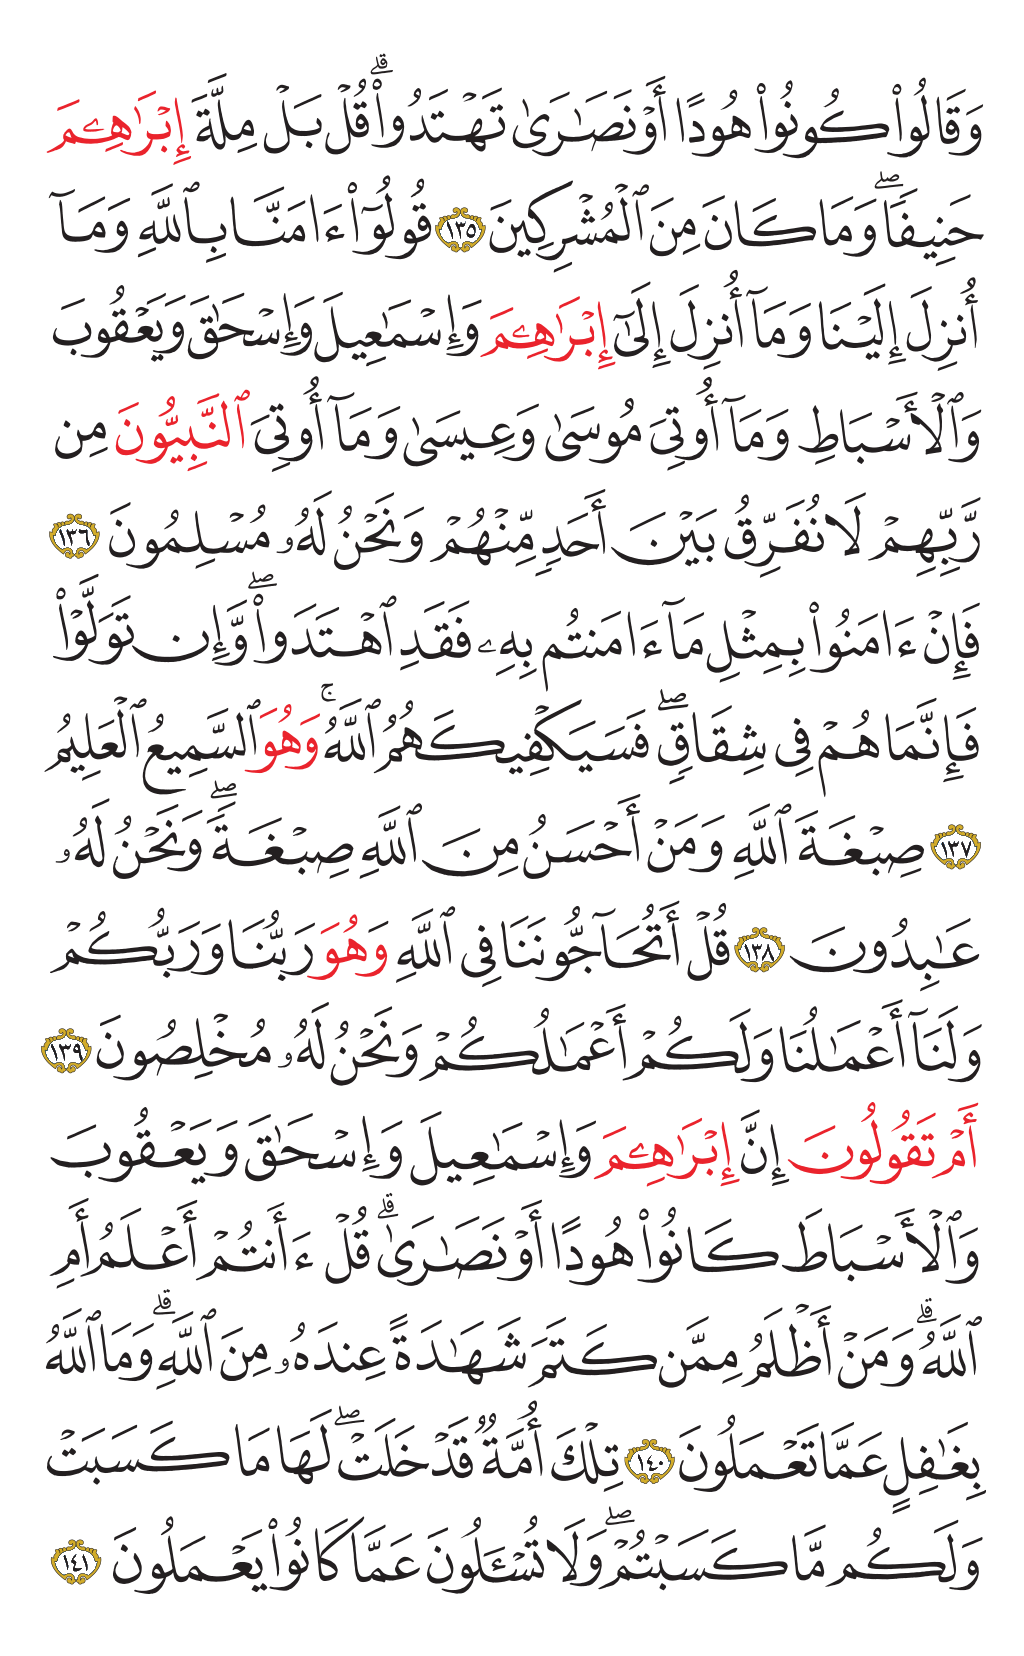 وَقَالُوا۟ كُونُوا۟ هُودًا أَوۡ نَصَـٰرَىٰ تَهۡتَدُوا۟ۗ قُلۡ بَلۡ مِلَّةَ إِبۡرَٰهِـۧمَ
حَنِيفًاۖ وَمَا كَانَ مِنَ ٱلۡمُشۡرِكِينَ ١٣٥ قُولُوٓا۟ ءَامَنَّا بِٱللَّهِ وَمَآ
أُنزِلَ إِلَيۡنَا وَمَآ أُنزِلَ إِلَىٰٓ إِبۡرَٰهِـۧمَ وَإِسۡمَـٰعِيلَ وَإِسۡحَـٰقَ وَيَعۡقُوبَ
وَٱلۡأَسۡبَاطِ وَمَآ أُوتِىَ مُوسَىٰ وَعِيسَىٰ وَمَآ أُوتِىَ ٱلنَّبِيُّونَ مِن
رَّبِّهِمۡ لَا نُفَرِّقُ بَيۡنَ أَحَدٍ مِّنۡهُمۡ وَنَحۡنُ لَهُۥ مُسۡلِمُونَ ١٣٦
فَإِنۡ ءَامَنُوا۟ بِمِثۡلِ مَآ ءَامَنتُم بِهِۦ فَقَدِ ٱهۡتَدَوا۟ۖ وَّإِن تَوَلَّوۡا۟
فَإِنَّمَا هُمۡ فِى شِقَاقٍۖ فَسَيَكۡفِيكَهُمُ ٱللَّهُۚ وَهُوَ ٱلسَّمِيعُ ٱلۡعَلِيمُ
١٣٧ صِبۡغَةَ ٱللَّهِ وَمَنۡ أَحۡسَنُ مِنَ ٱللَّهِ صِبۡغَةًۖ وَنَحۡنُ لَهُۥ
عَـٰبِدُونَ ١٣٨ قُلۡ أَتُحَآجُّونَنَا فِى ٱللَّهِ وَهُوَ رَبُّنَا وَرَبُّكُمۡ
وَلَنَآ أَعۡمَـٰلُنَا وَلَكُمۡ أَعۡمَـٰلُكُمۡ وَنَحۡنُ لَهُۥ مُخۡلِصُونَ ١٣٩
أَمۡ تَقُولُونَ إِنَّ إِبۡرَٰهِـۧمَ وَإِسۡمَـٰعِيلَ وَإِسۡحَـٰقَ وَيَعۡقُوبَ
وَٱلۡأَسۡبَاطَ كَانُوا۟ هُودًا أَوۡ نَصَـٰرَىٰۗ قُلۡ ءَأَنتُمۡ أَعۡلَمُ أَمِ
ٱللَّهُۗ وَمَنۡ أَظۡلَمُ مِمَّن كَتَمَ شَهَـٰدَةً عِندَهُۥ مِنَ ٱللَّهِۗ وَمَا ٱللَّهُ
بِغَـٰفِلٍ عَمَّا تَعۡمَلُونَ ١٤٠ تِلۡكَ أُمَّةٌ قَدۡ خَلَتۡۖ لَهَا مَا كَسَبَتۡ
وَلَكُم مَّا كَسَبۡتُمۡۖ وَلَا تُسۡـَٔلُونَ عَمَّا كَانُوا۟ يَعۡمَلُونَ ١٤١